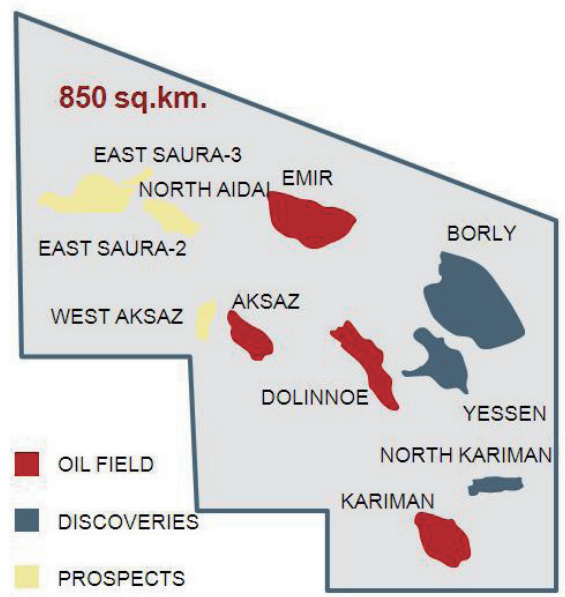 850 sq.km.
EAST SAURA-3
NORTH AIDAI
EMIR
EAST SAURA-2
BORLY
WEST AKSAZ
AKSAZ
DOLINNOE
YESSEN
NORTH KARIMAN
KARIMAN
OIL FIELD
DISCOVERIES
PROSPECTS